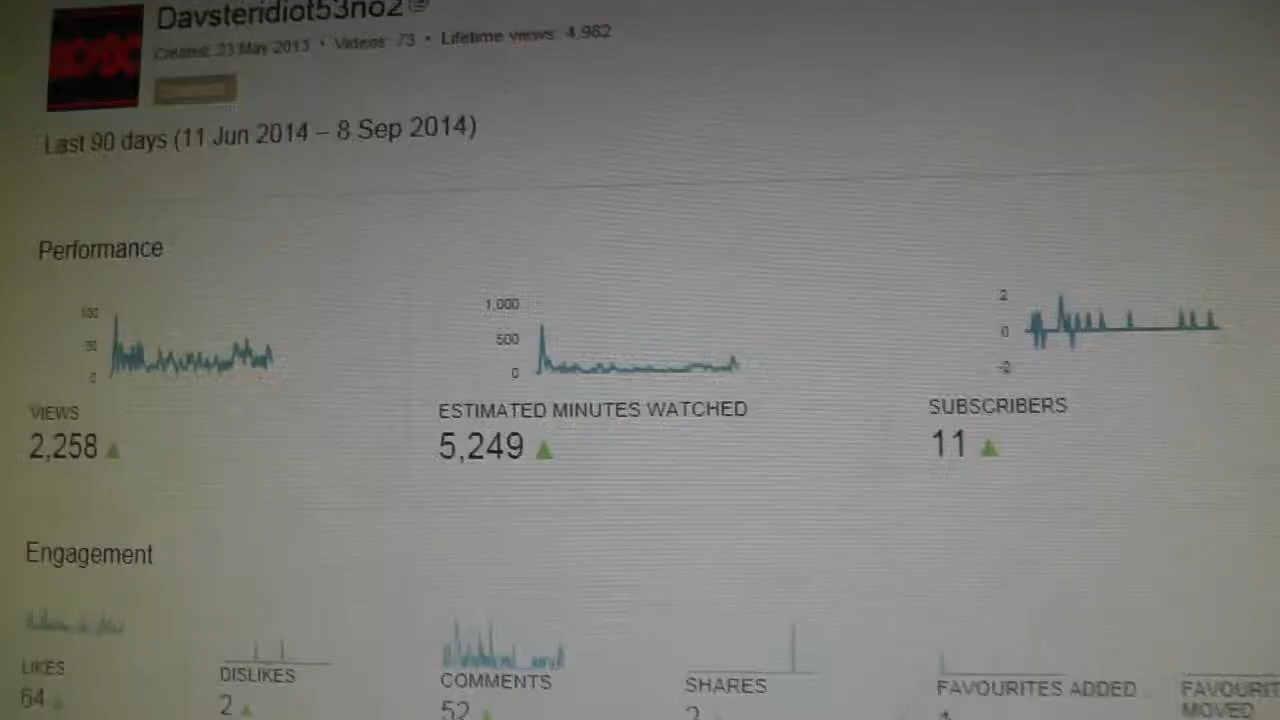 Davsteridiot53no2
Created: 23 May 2013 • Videos: 73 • Lifetime views: 4,982
Last 90 days (11 Jun 2014 – 8 Sep 2014)
Performance
100
50
0
1,000
500
0
2
0
-2
VIEWS
2,258
ESTIMATED MINUTES WATCHED
5,249
SUBSCRIBERS
11
Engagement
LIKES
64
DISLIKES
2
COMMENTS
52
SHARES
FAVOURITES ADDED